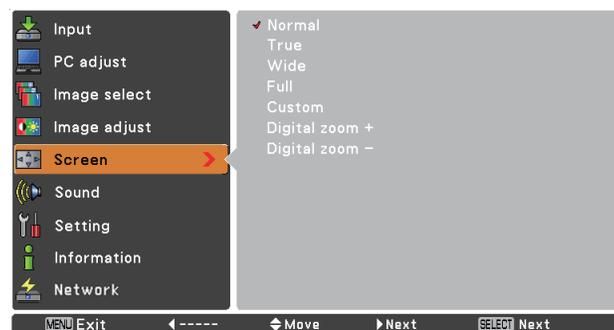 Input
PC adjust
Image select
Image adjust
Screen
Sound
Setting
Information
Network
Normal
True
Wide
Full
Custom
Digital zoom +
Digital zoom –
MENU Exit ◀----- ◆Move ▶Next SELECT Next